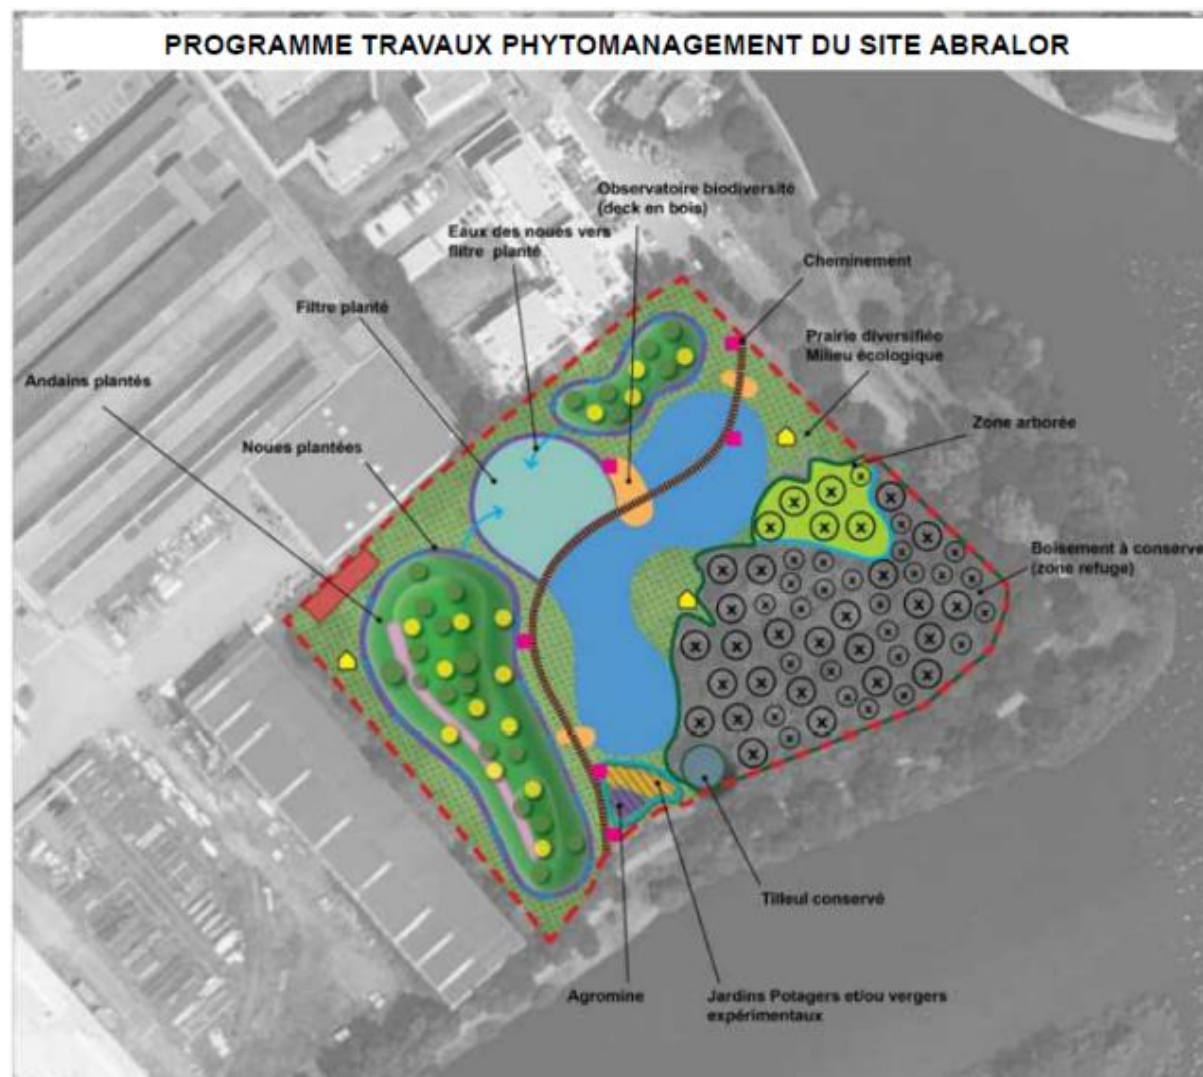 PROGRAMME TRAVAUX PHYTOMANAGEMENT DU SITE ABRALOR
Observatoire biodiversité
(deck en bois)
Eaux des noues vers
flitre planté
Cheminement
Filtre planté
Prairie diversifiée
Milieu écologique
Andains plantés
Zone arborée
Noues plantées
Boisement à conserve
(zone refuge)
Tilleul conservé
Agromine
Jardins Potagers et/ou vergers
expérimentaux